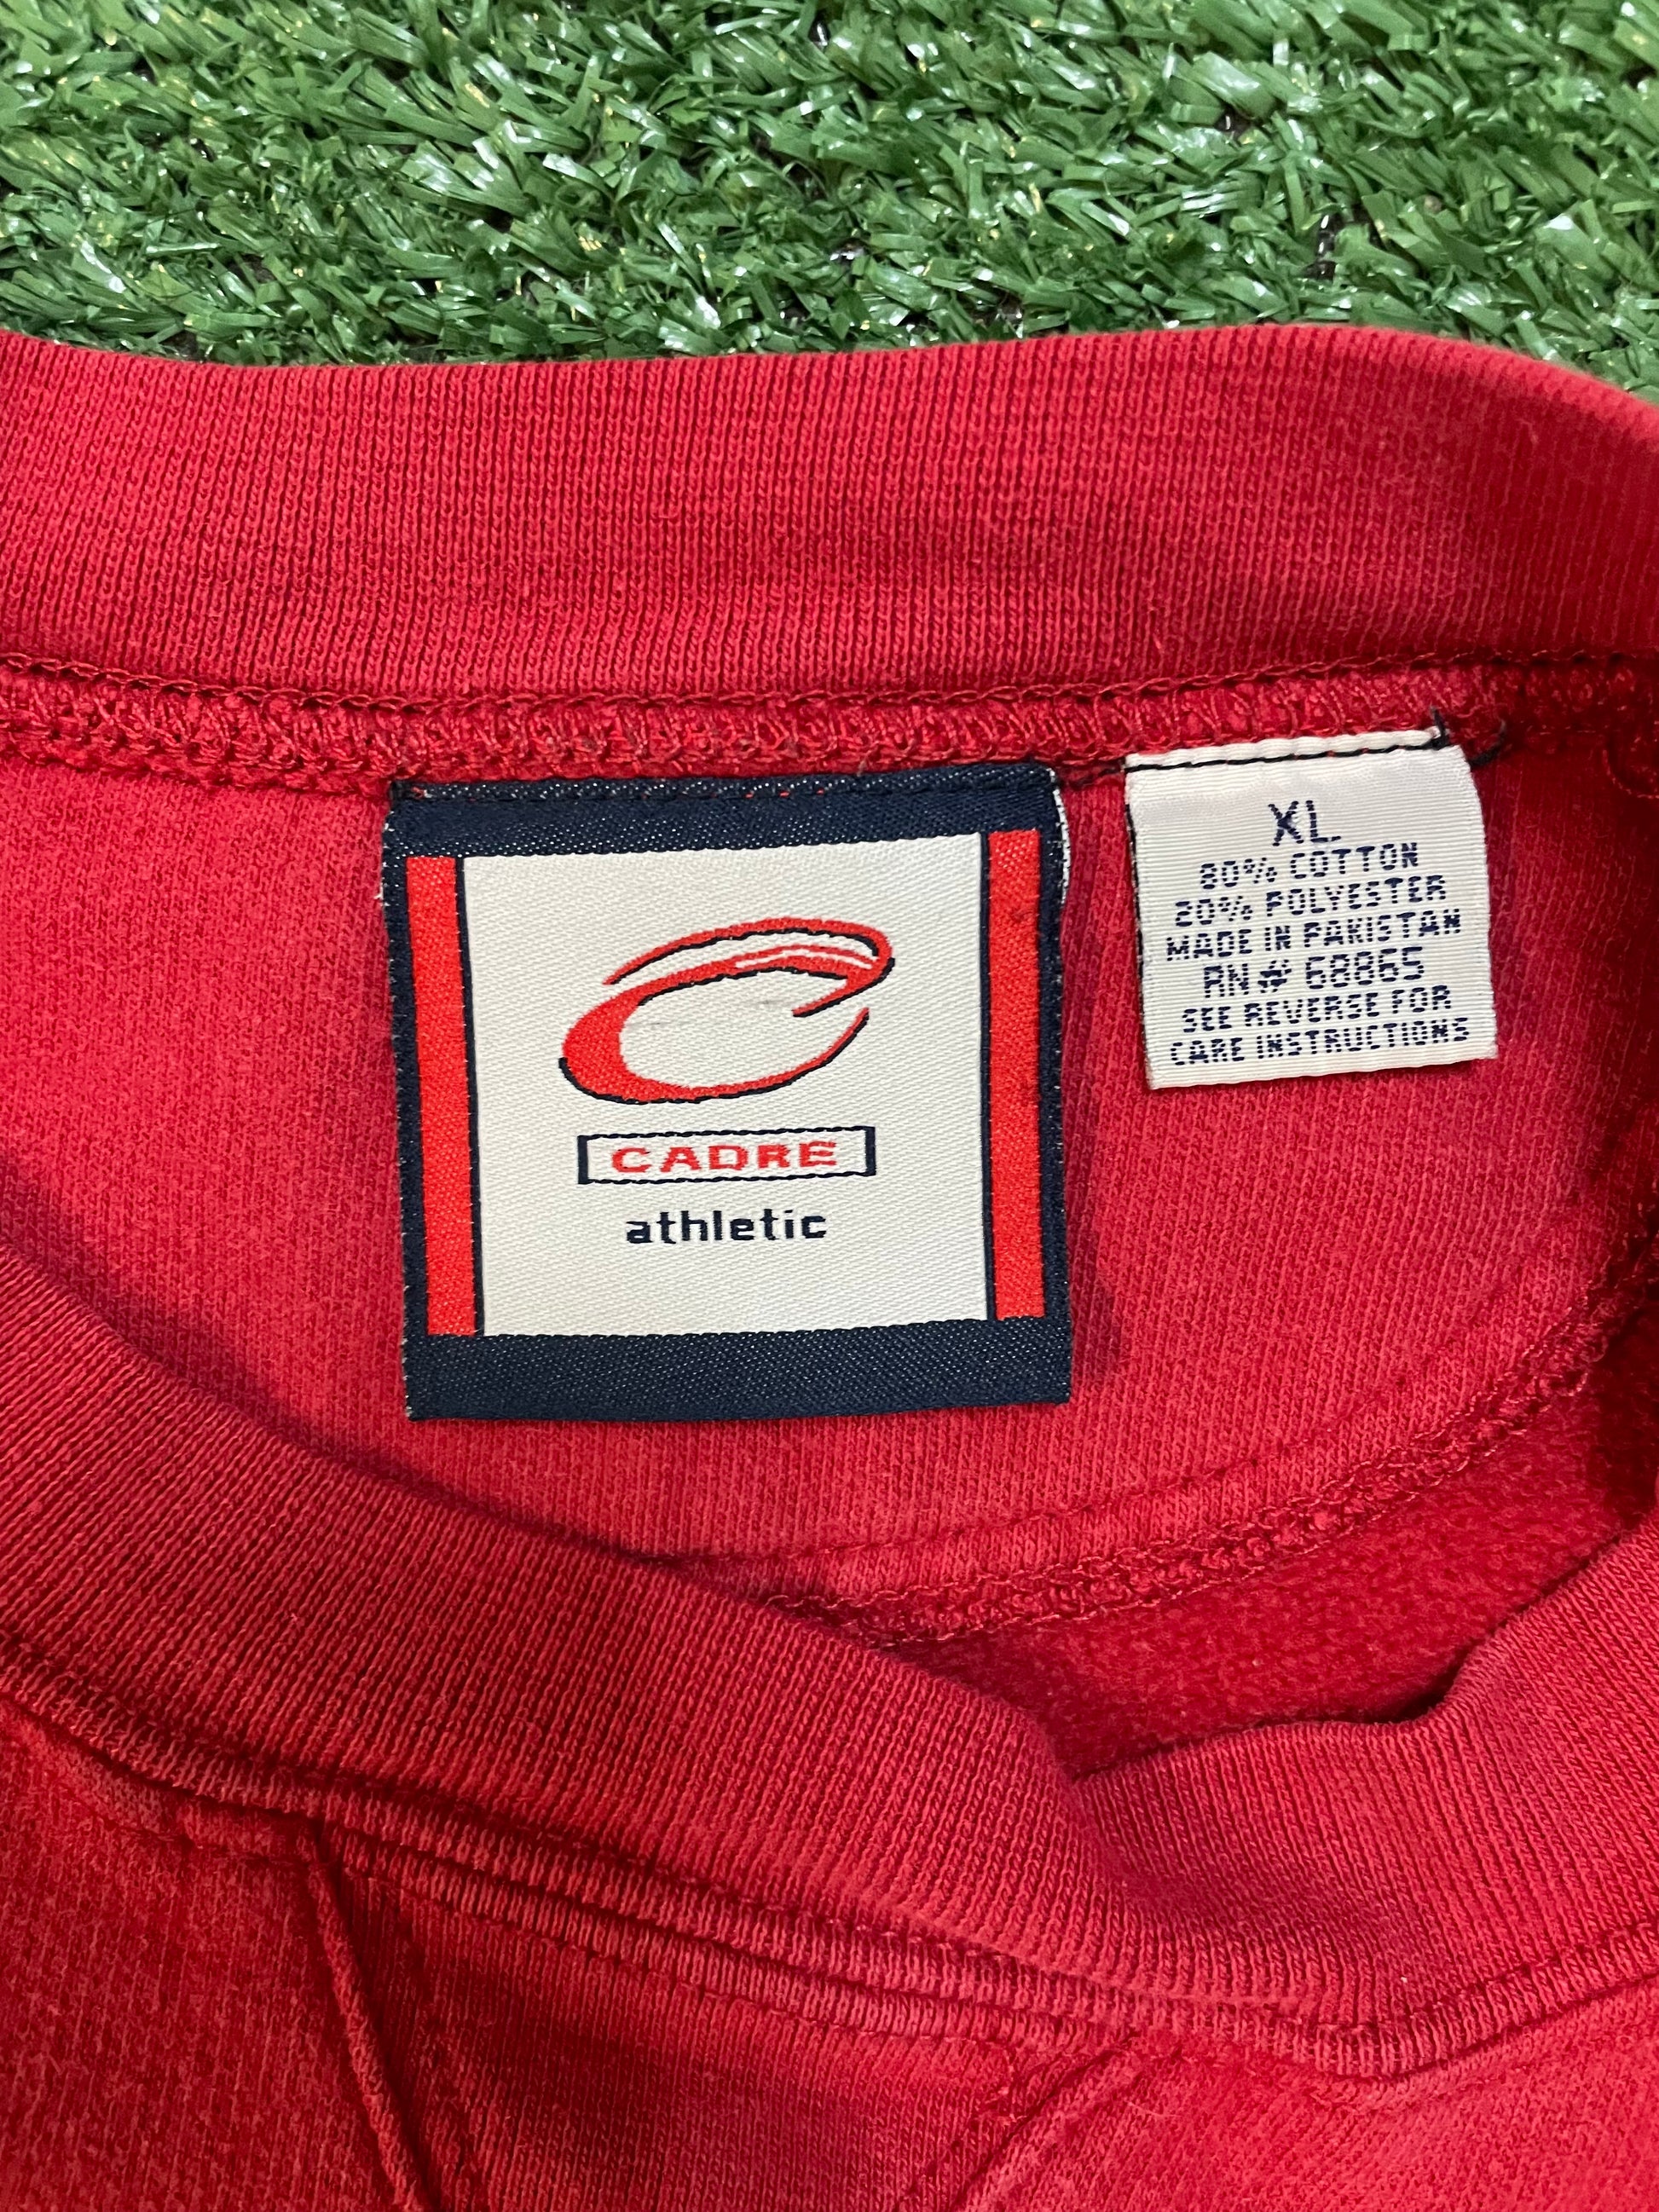 CADRE
athletic
XL.
80% COTTON
20% POLYESTER
MADE IN PAKISTAN
RN# 68865
SEE REVERSE FOR
CARE INSTRUCTIONS